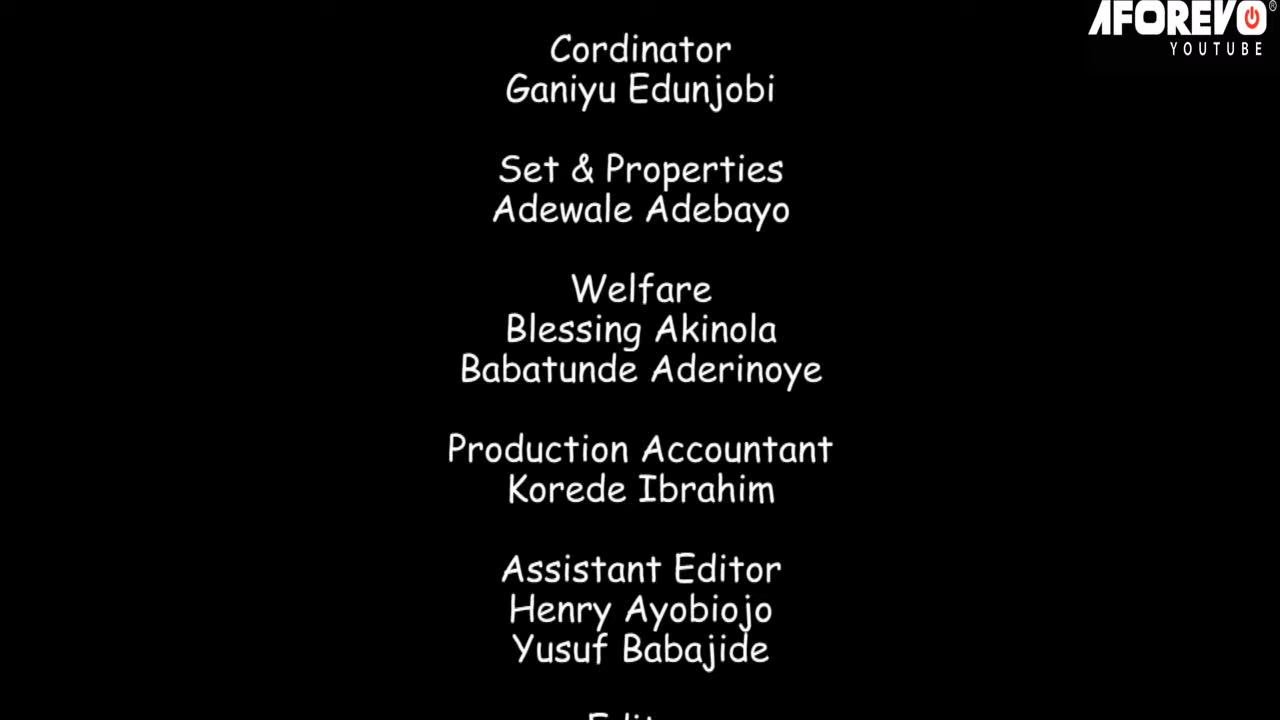 AFOREVO®
YOUTUBE
Cordinator
Ganiyu Edunjobi
Set & Properties
Adewale Adebayo
Welfare
Blessing Akinola
Babatunde Aderinoye
Production Accountant
Korede Ibrahim
Assistant Editor
Henry Ayobiojo
Yusuf Babajide